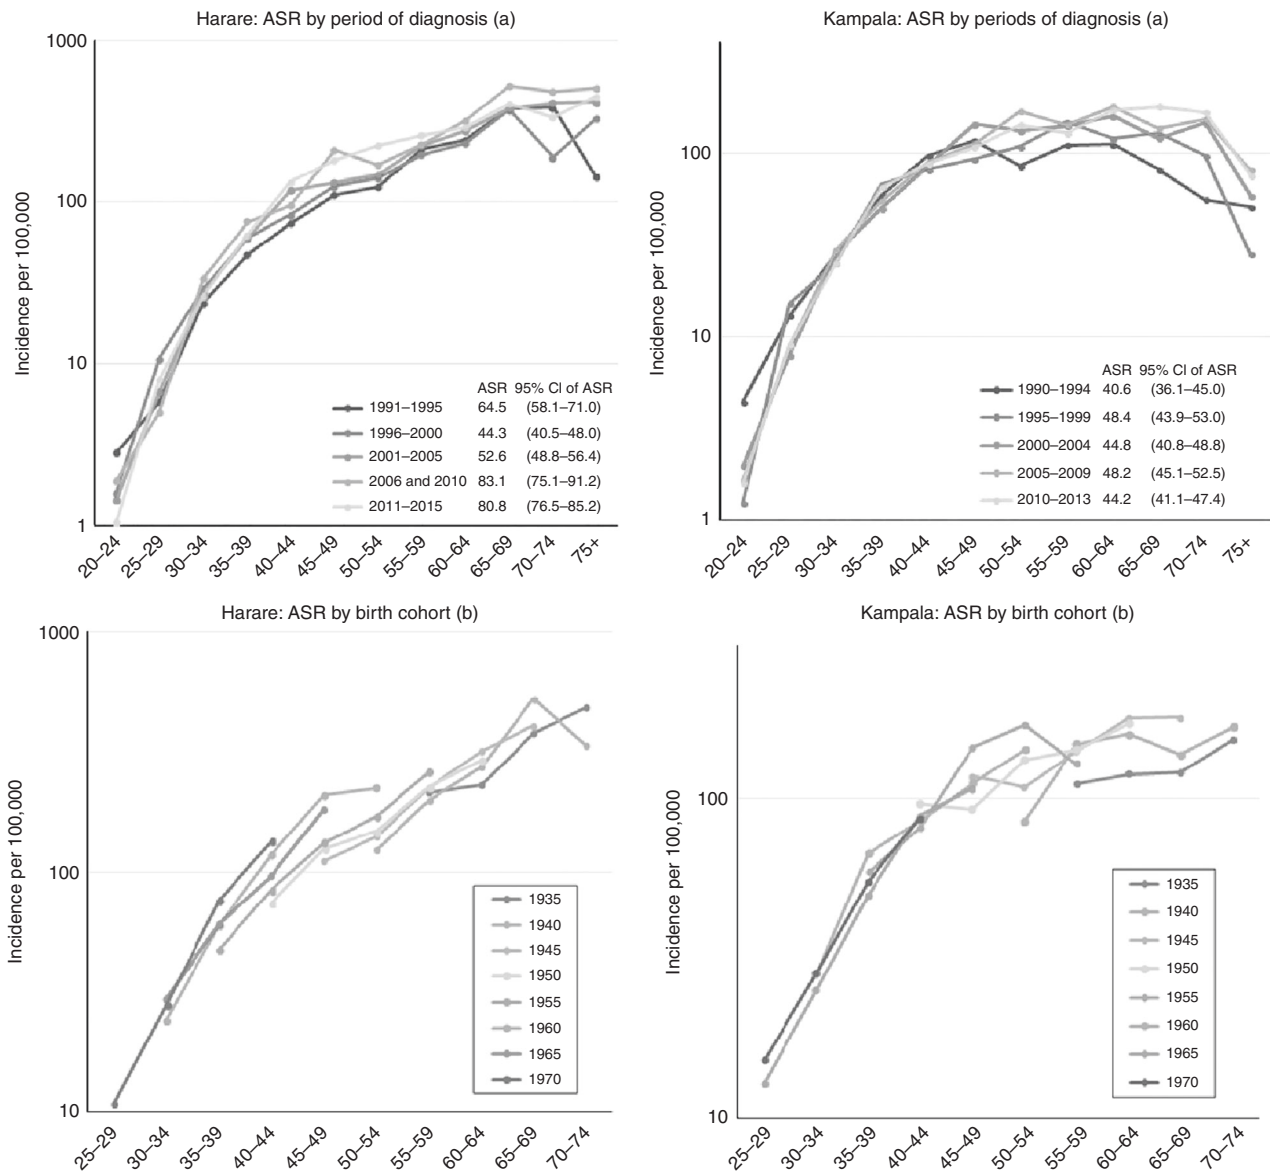 Harare: ASR by period of diagnosis (a)
1000
100
10
1
Incidence per 100,000
ASR 95% CI of ASR
1991–1995 64.5 (58.1–71.0)
1996–2000 44.3 (40.5–48.0)
2001–2005 52.6 (48.8–56.4)
2006 and 2010 83.1 (75.1–91.2)
2011–2015 80.8 (76.5–85.2)
20–24 25–29 30–34 35–39 40–44 45–49 50–54 55–59 60–64 65–69 70–74 75+
Kampala: ASR by periods of diagnosis (a)
100
10
1
Incidence per 100,000
ASR 95% CI of ASR
1990–1994 40.6 (36.1–45.0)
1995–1999 48.4 (43.9–53.0)
2000–2004 44.8 (40.8–48.8)
2005–2009 48.2 (45.1–52.5)
2010–2013 44.2 (41.1–47.4)
20–24 25–29 30–34 35–39 40–44 45–49 50–54 55–59 60–64 65–69 70–74 75+
Harare: ASR by birth cohort (b)
1000
100
10
Incidence per 100,000
1935
1940
1945
1950
1955
1960
1965
1970
25–29 30–34 35–39 40–44 45–49 50–54 55–59 60–64 65–69 70–74
Kampala: ASR by birth cohort (b)
100
10
Incidence per 100,000
1935
1940
1945
1950
1955
1960
1965
1970
25–29 30–34 35–39 40–44 45–49 50–54 55–59 60–64 65–69 70–74